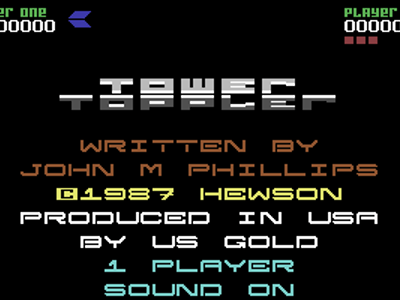 er one PLAYER
00000 0000
TOWER
TOPPLER
WRITTEN BY
JOHN M PHILLIPS
©1987 HEWSON
PRODUCED IN USA
BY US GOLD
1 PLAYER
SOUND ON